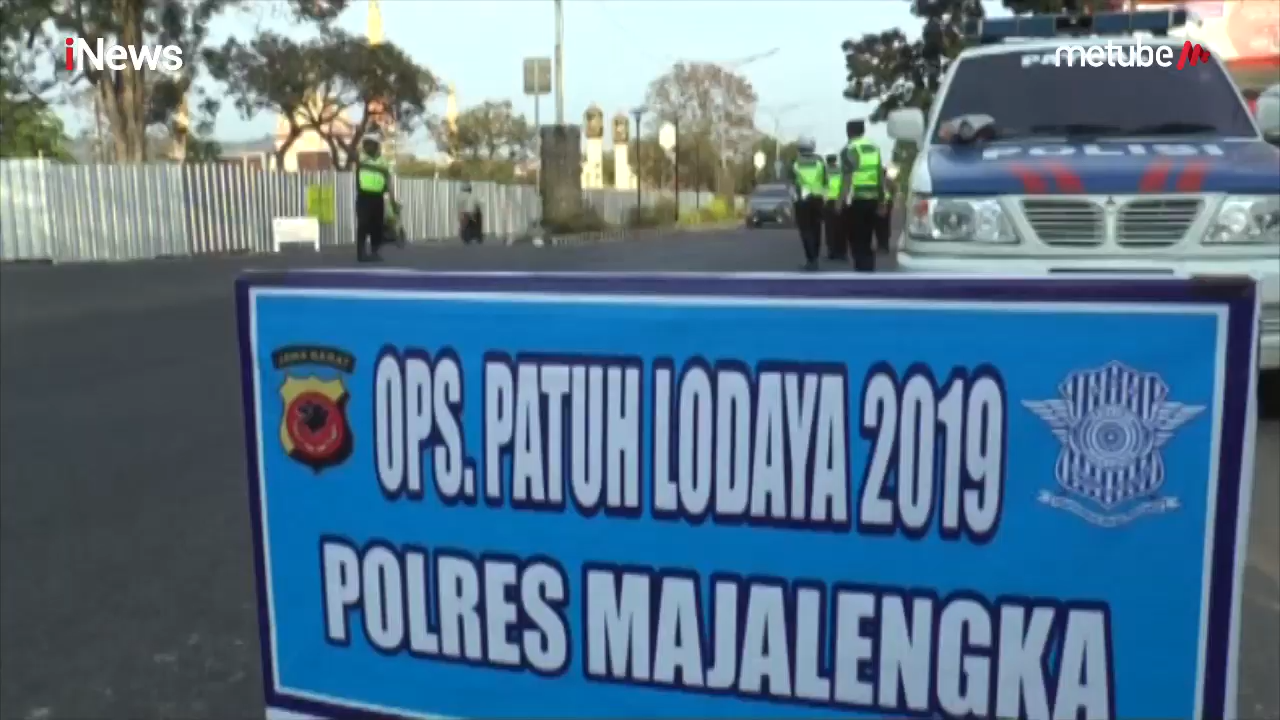 iNews
metube
POLISI
JAWA BARAT
OPS. PATUH LODAYA 2019
POLRES MAJALENGKA